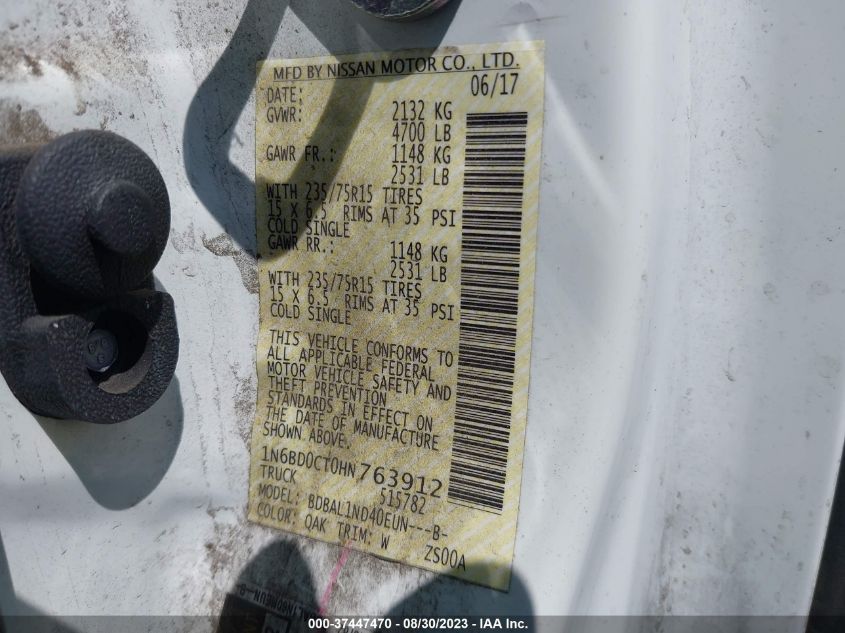 MFD BY NISSAN MOTOR CO., LTD.
DATE: 06/17
GVWR: 2132 KG
4700 LB
GAWR FR.: 1148 KG
2531 LB
WITH 235/75R15 TIRES
15 X 6.5 RIMS AT 35 PSI
COLD SINGLE
GAWR RR.: 1148 KG
2531 LB
WITH 235/75R15 TIRES
15 X 6.5 RIMS AT 35 PSI
COLD SINGLE
THIS VEHICLE CONFORMS TO
ALL APPLICABLE FEDERAL
MOTOR VEHICLE SAFETY AND
THEFT PREVENTION
STANDARDS IN EFFECT ON
THE DATE OF MANUFACTURE
SHOWN ABOVE.
1N6BD0CT0HN763912
TRUCK 515782
MODEL: BDBAL1ND40EUN---B-
COLOR: QAK TRIM: W ZS00A
000-37447470 - 08/30/2023 - IAA Inc.